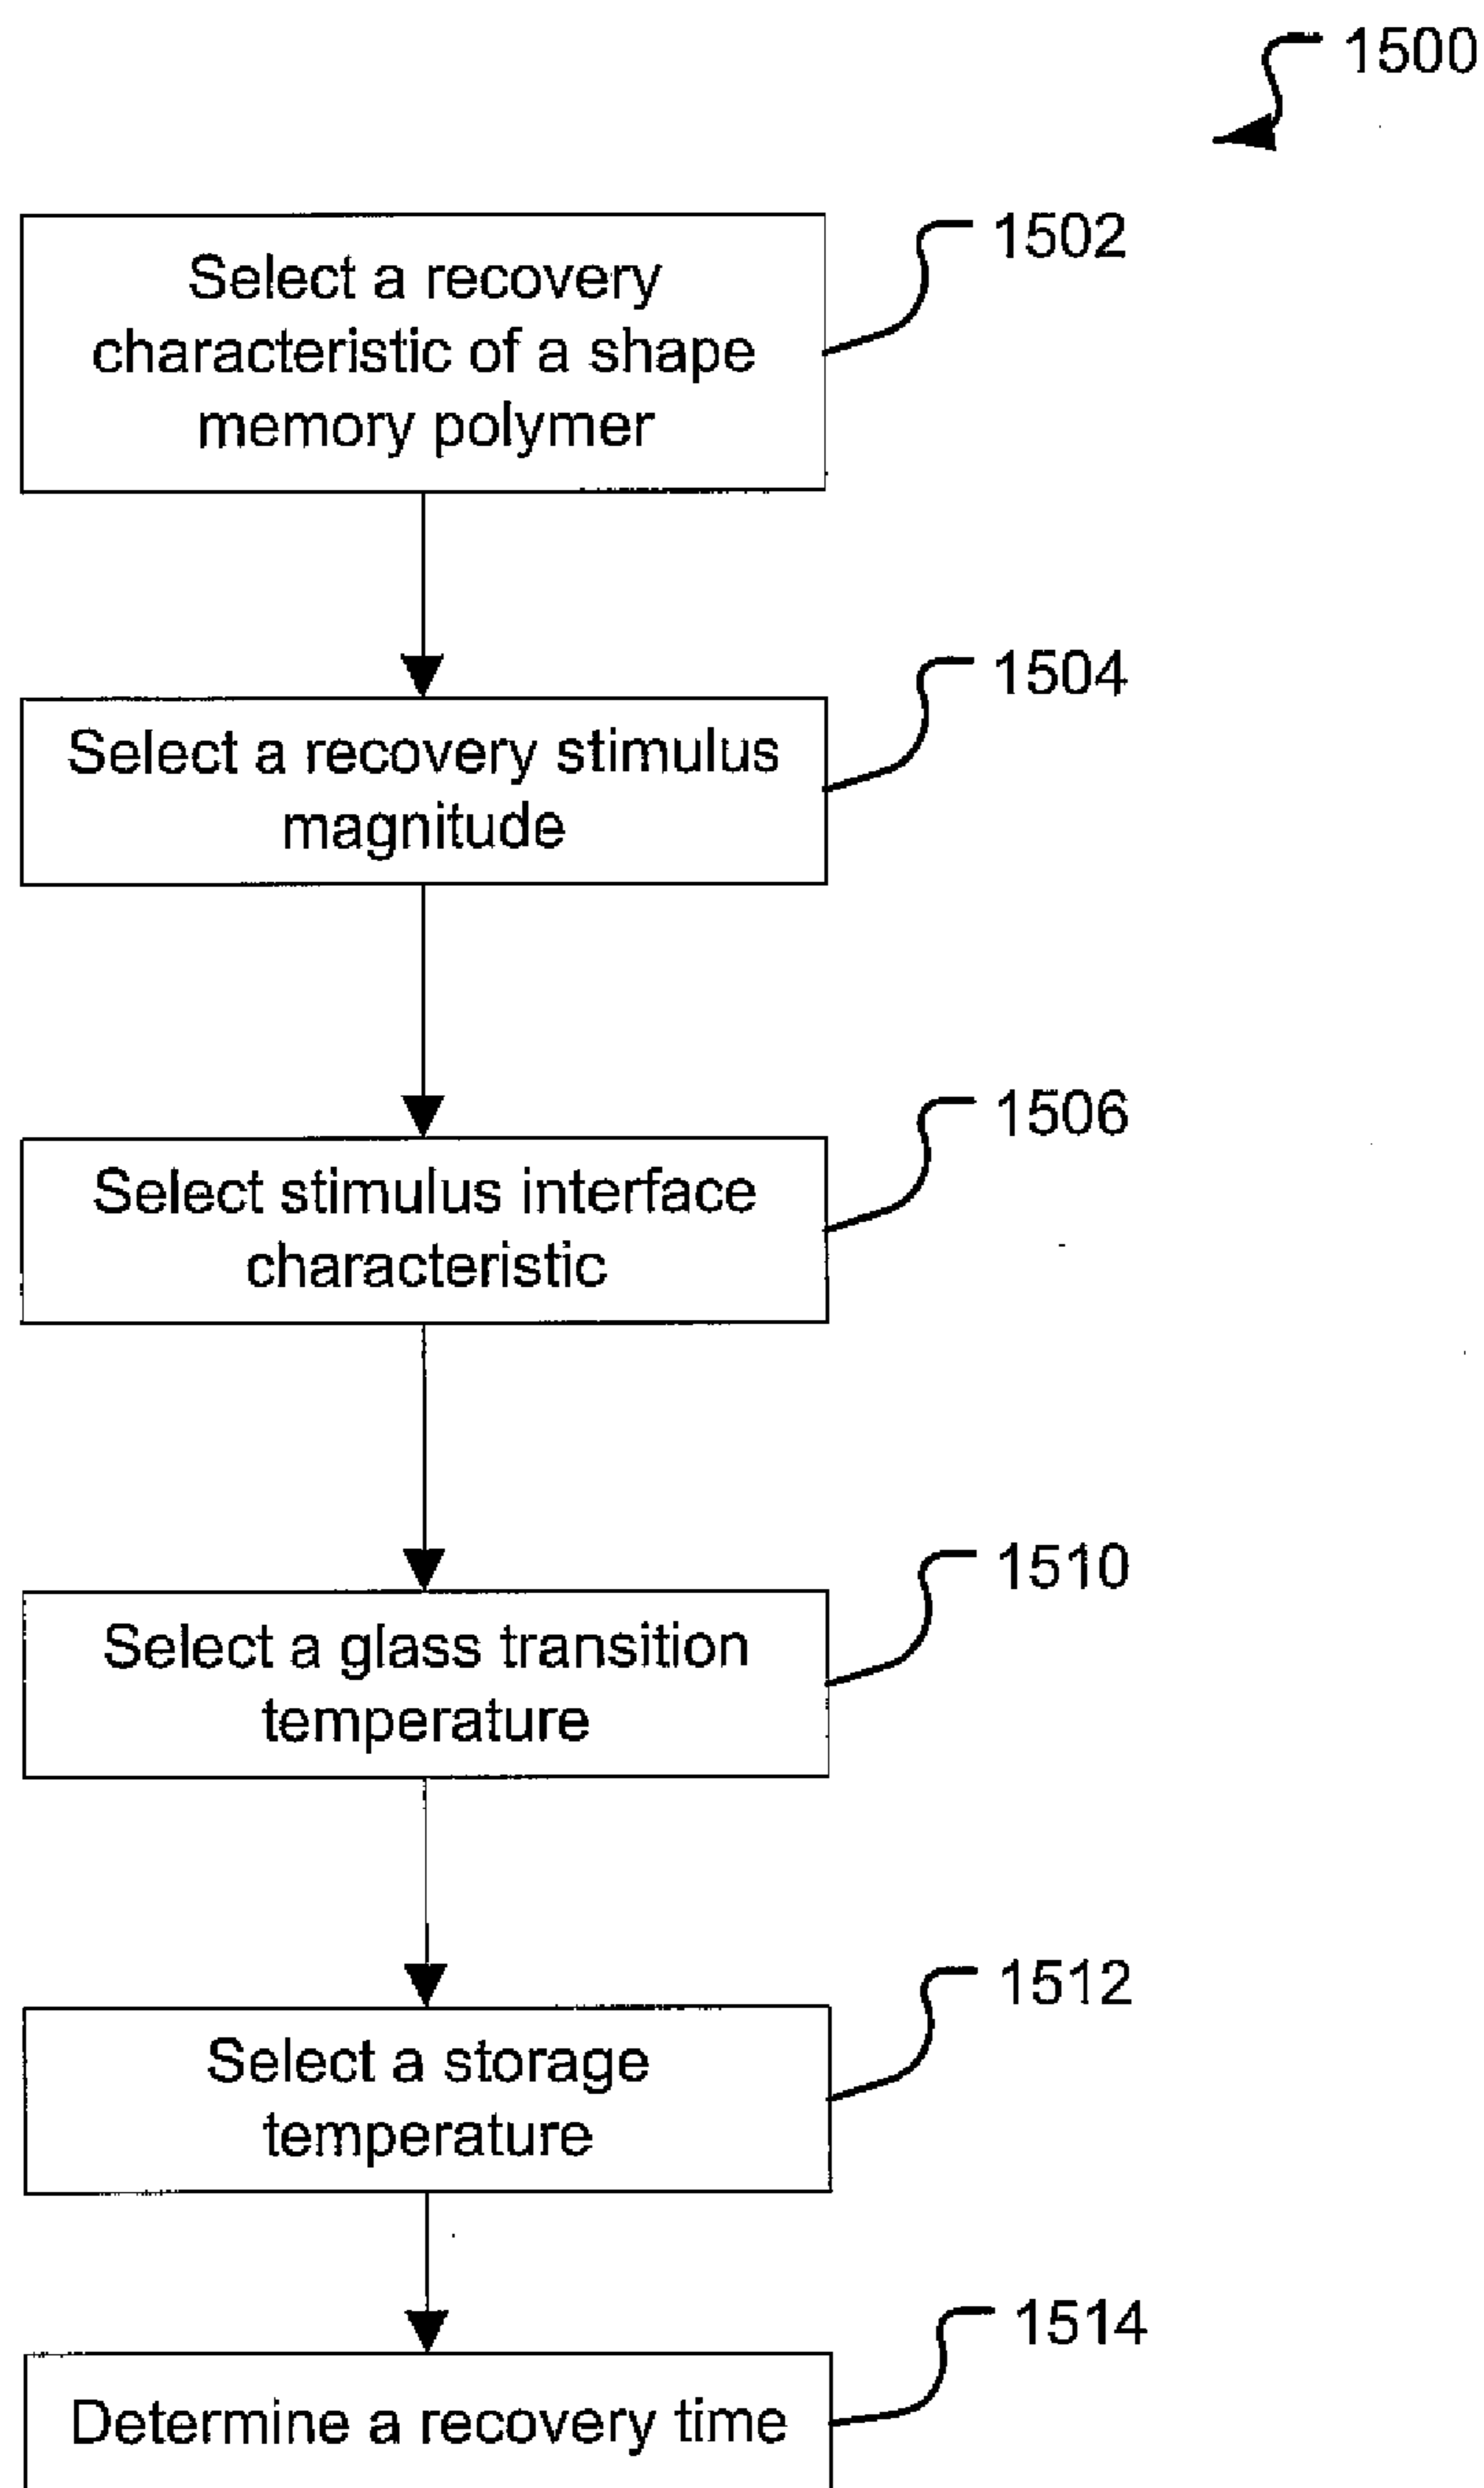 1500
Select a recovery
characteristic of a shape
memory polymer
1502
Select a recovery stimulus
magnitude
1504
Select stimulus interface
characteristic
1506
Select a glass transition
temperature
1510
Select a storage
temperature
1512
Determine a recovery time
1514